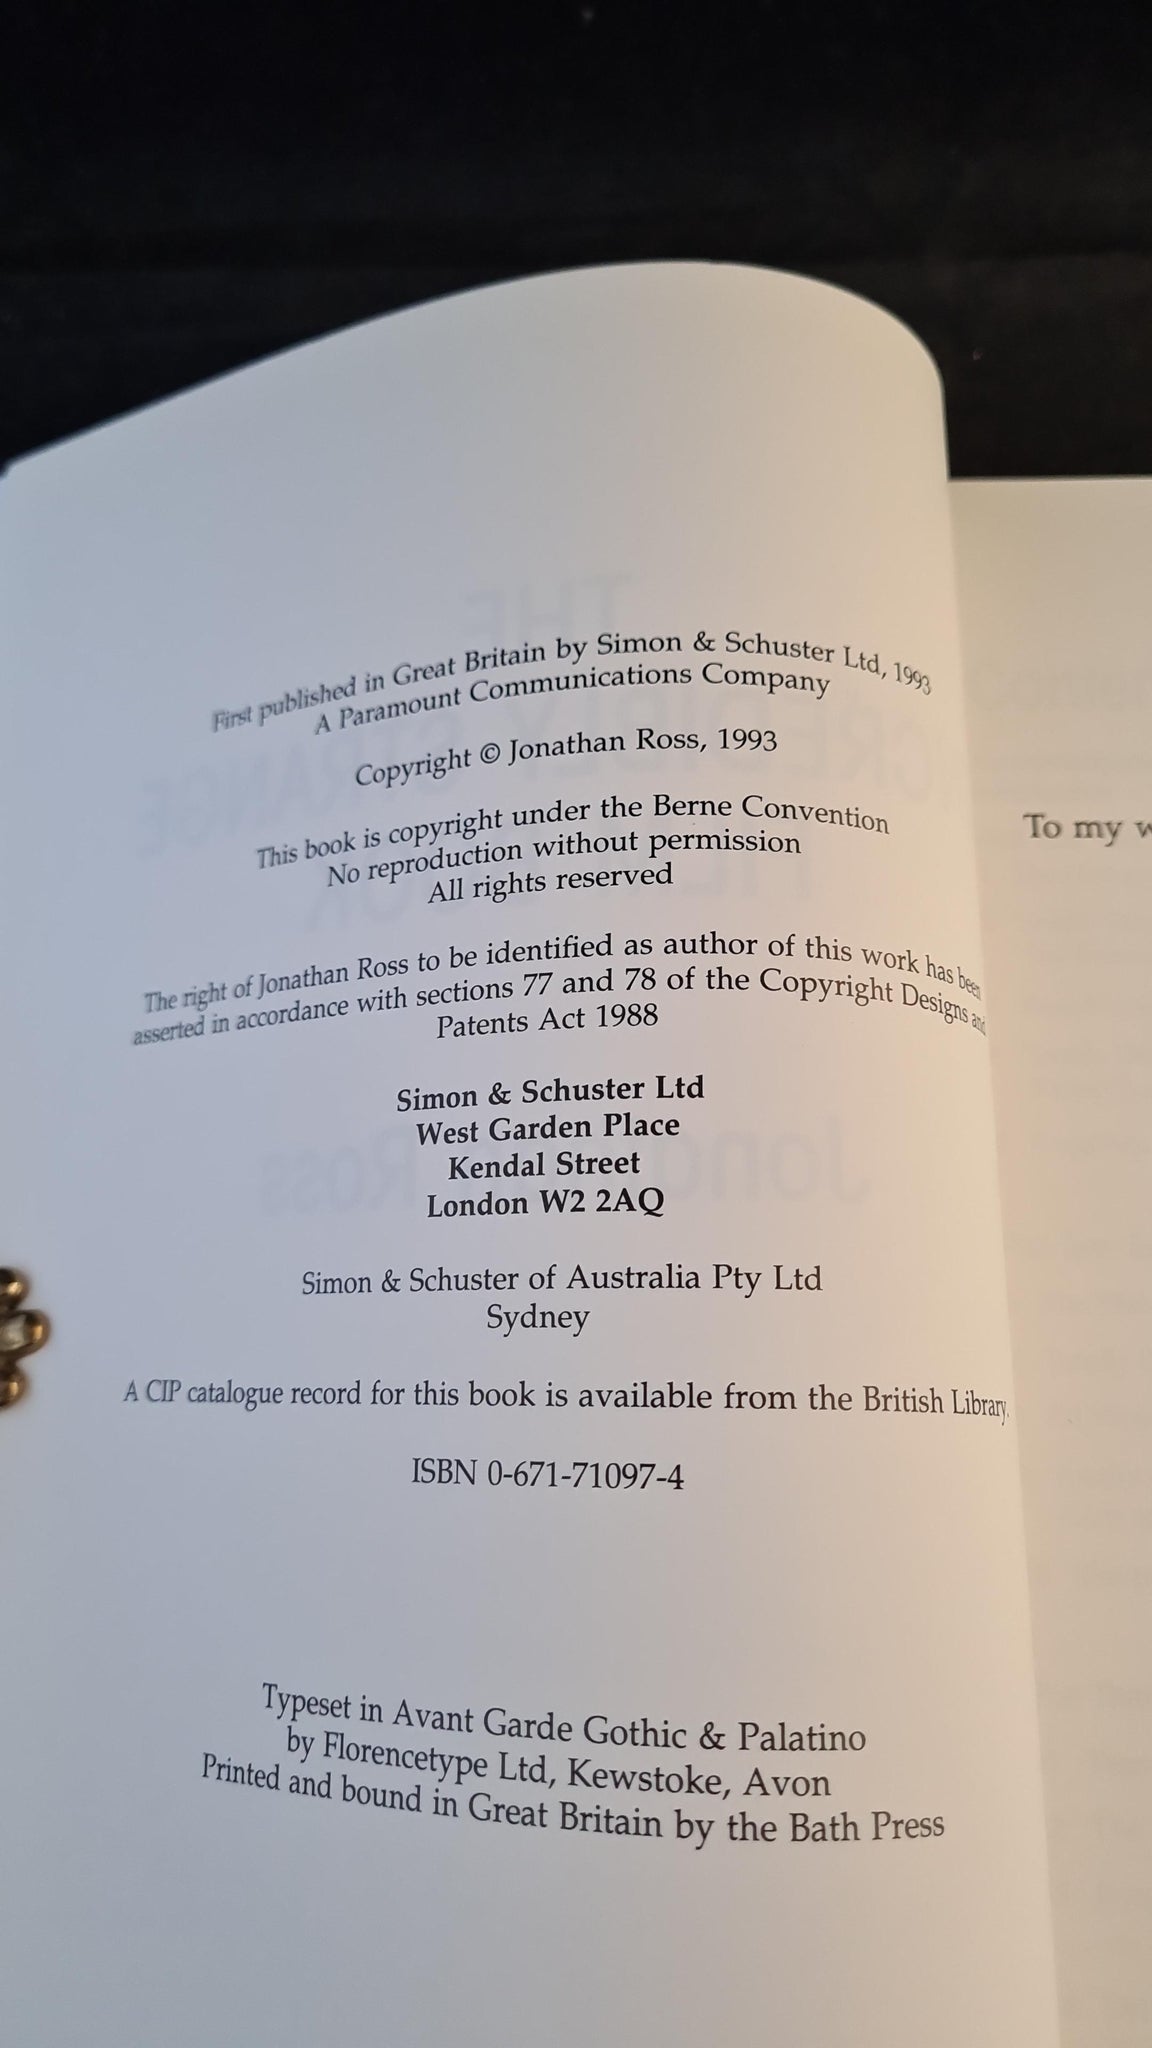 First published in Great Britain by Simon & Schuster Ltd, 1993
A Paramount Communications Company
Copyright © Jonathan Ross, 1993
This book is copyright under the Berne Convention
No reproduction without permission
All rights reserved
The right of Jonathan Ross to be identified as author of this work has been
asserted in accordance with sections 77 and 78 of the Copyright Designs and
Patents Act 1988
Simon & Schuster Ltd
West Garden Place
Kendal Street
London W2 2AQ
Simon & Schuster of Australia Pty Ltd
Sydney
A CIP catalogue record for this book is available from the British Library.
ISBN 0-671-71097-4
Typeset in Avant Garde Gothic & Palatino
by Florencetype Ltd, Kewstoke, Avon
Printed and bound in Great Britain by the Bath Press
To my